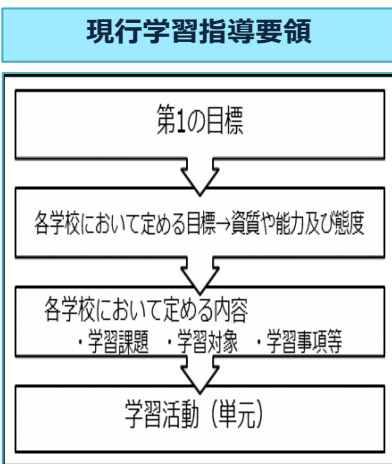 現行学習指導要領
第1の目標
各学校において定める目標→資質や能力及び態度
各学校において定める内容
・学習課題　・学習対象　・学習事項等
学習活動（単元）